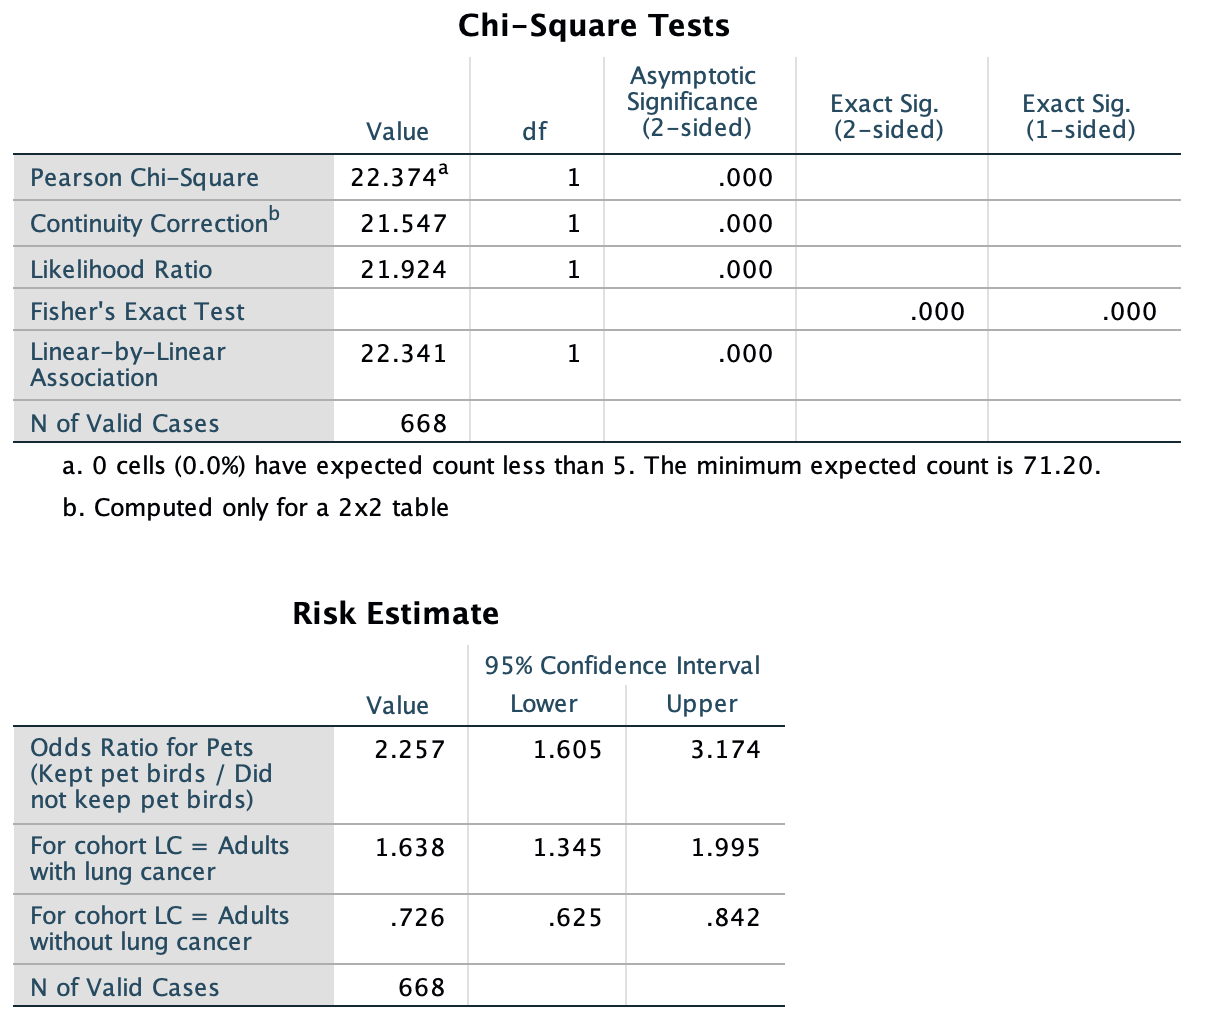 Chi-Square Tests
Value df Asymptotic Significance (2-sided) Exact Sig. (2-sided) Exact Sig. (1-sided)
Pearson Chi-Square 22.374a 1 .000
Continuity Correctionb 21.547 1 .000
Likelihood Ratio 21.924 1 .000
Fisher's Exact Test .000 .000
Linear-by-Linear Association 22.341 1 .000
N of Valid Cases 668
a. 0 cells (0.0%) have expected count less than 5. The minimum expected count is 71.20.
b. Computed only for a 2x2 table
Risk Estimate
95% Confidence Interval
Value Lower Upper
Odds Ratio for Pets (Kept pet birds / Did not keep pet birds) 2.257 1.605 3.174
For cohort LC = Adults with lung cancer 1.638 1.345 1.995
For cohort LC = Adults without lung cancer .726 .625 .842
N of Valid Cases 668